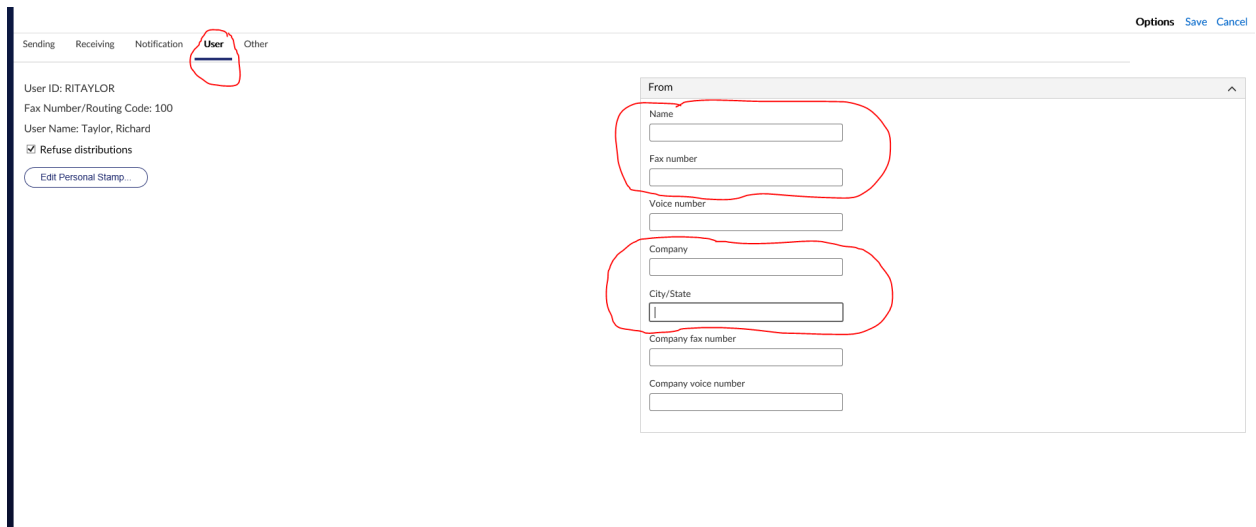 Options Save Cancel
Sending Receiving Notification User Other
User ID: RITAYLOR
Fax Number/Routing Code: 100
User Name: Taylor, Richard
Refuse distributions
Edit Personal Stamp...
From
Name
Fax number
Voice number
Company
City/State
Company fax number
Company voice number